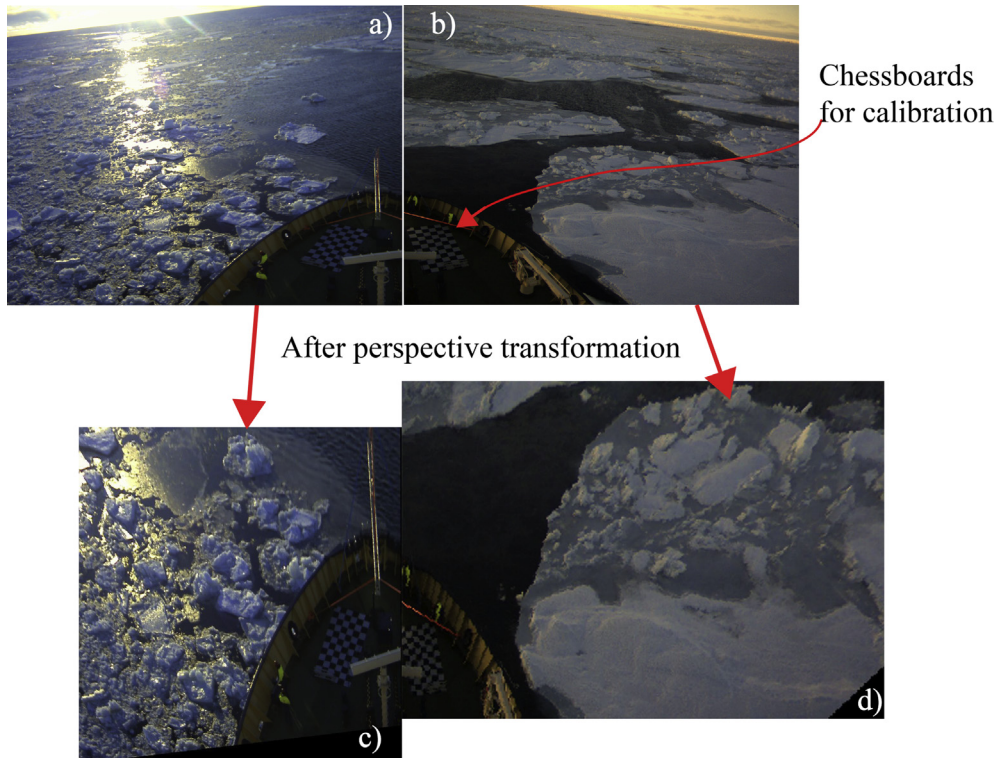 a)
b)
Chessboards
for calibration
After perspective transformation
c)
d)